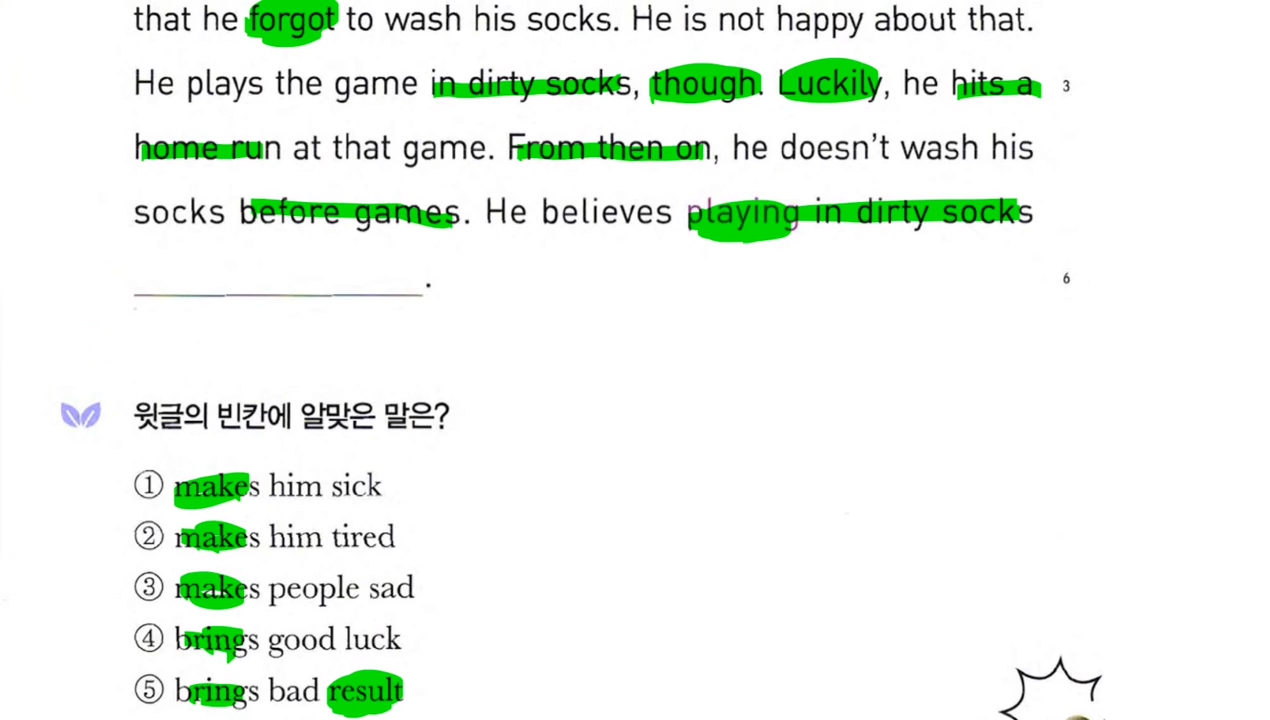 that he forgot to wash his socks. He is not happy about that.
He plays the game in dirty socks, though. Luckily, he hits a 3
home run at that game. From then on, he doesn't wash his
socks before games. He believes playing in dirty socks
____________________. 6
윗글의 빈칸에 알맞은 말은?
① makes him sick
② makes him tired
③ makes people sad
④ brings good luck
⑤ brings bad result